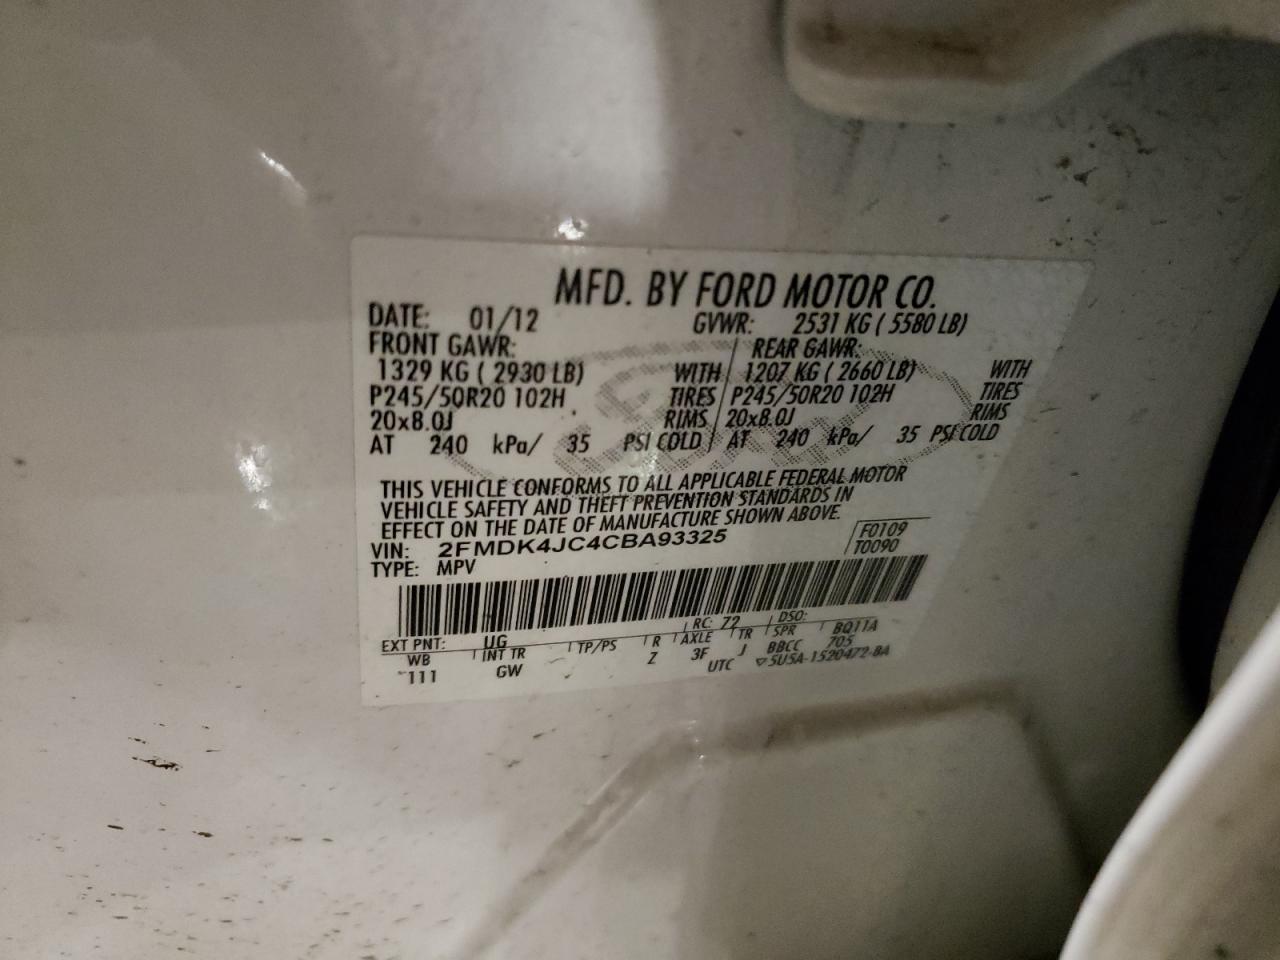 MFD. BY FORD MOTOR CO.
DATE: 01/12 GVWR: 2531 KG ( 5580 LB)
FRONT GAWR: REAR GAWR:
1329 KG ( 2930 LB) WITH 1207 KG ( 2660 LB) WITH
P245/50R20 102H TIRES P245/50R20 102H TIRES
20x8.0J RIMS 20x8.0J RIMS
AT 240 kPa/ 35 PSI COLD AT 240 kPa/ 35 PSI COLD
THIS VEHICLE CONFORMS TO ALL APPLICABLE FEDERAL MOTOR
VEHICLE SAFETY AND THEFT PREVENTION STANDARDS IN
EFFECT ON THE DATE OF MANUFACTURE SHOWN ABOVE.
VIN: 2FMDK4JC4CBA93325 F0109
TYPE: MPV T0090
RC: 72 DSO:
EXT PNT: UG BQ11A
WB INT TR TP/PS R AXLE TR SPR 705
111 GW Z 3F J BBCC
UTC ▽5U5A-1520472-BA
Ford